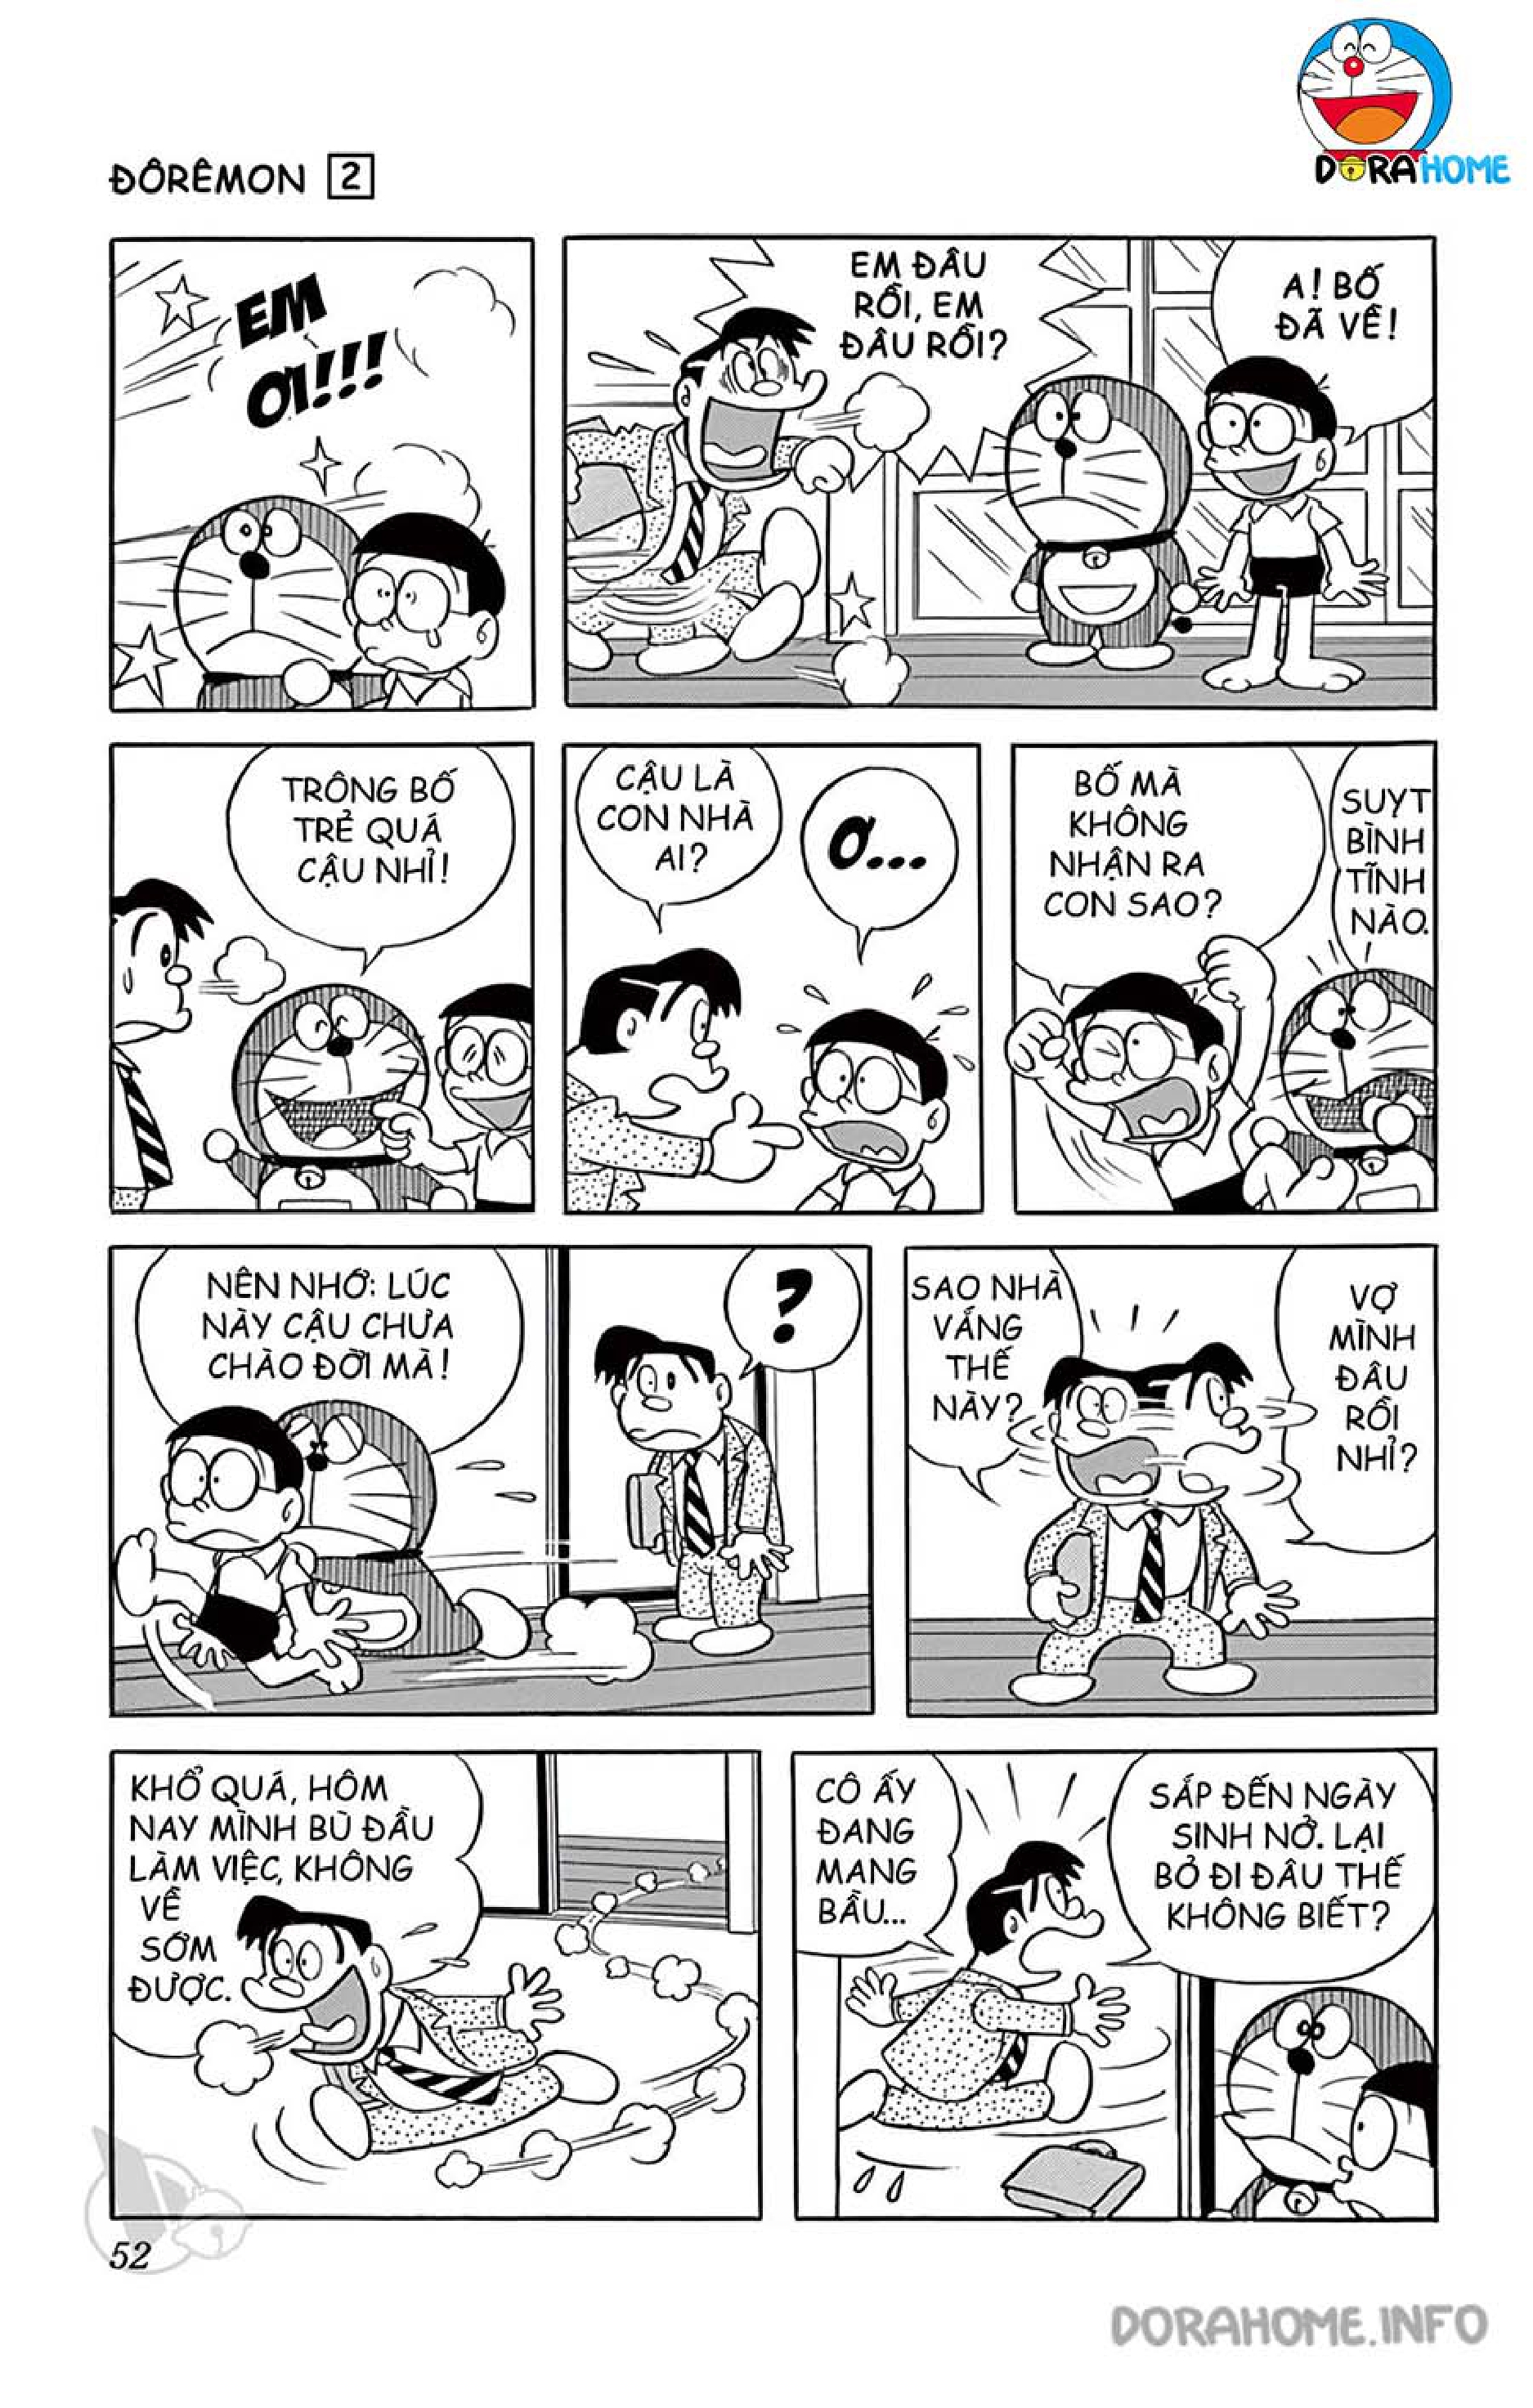 DORAHOME
ĐÔRÊMON 2
EM
ƠI!!!
EM ĐÂU
RỒI, EM
ĐÂU RỒI?
A! BỐ
ĐÃ VỀ!
TRÔNG BỐ
TRẺ QUÁ
CẬU NHỈ!
CẬU LÀ
CON NHÀ
AI?
Ơ...
BỐ MÀ
KHÔNG
NHẬN RA
CON SAO?
SUỴT
BÌNH
TĨNH
NÀO.
NÊN NHỚ: LÚC
NÀY CẬU CHƯA
CHÀO ĐỜI MÀ!
?
SAO NHÀ
VẮNG
THẾ
NÀY?
VỢ
MÌNH
ĐÂU
RỒI
NHỈ?
KHỔ QUÁ, HÔM
NAY MÌNH BÙ ĐẦU
LÀM VIỆC, KHÔNG
VỀ
SỚM
ĐƯỢC.
CÔ ẤY
ĐANG
MANG
BẦU...
SẮP ĐẾN NGÀY
SINH NỞ. LẠI
BỎ ĐI ĐÂU THẾ
KHÔNG BIẾT?
52
DORAHOME.INFO